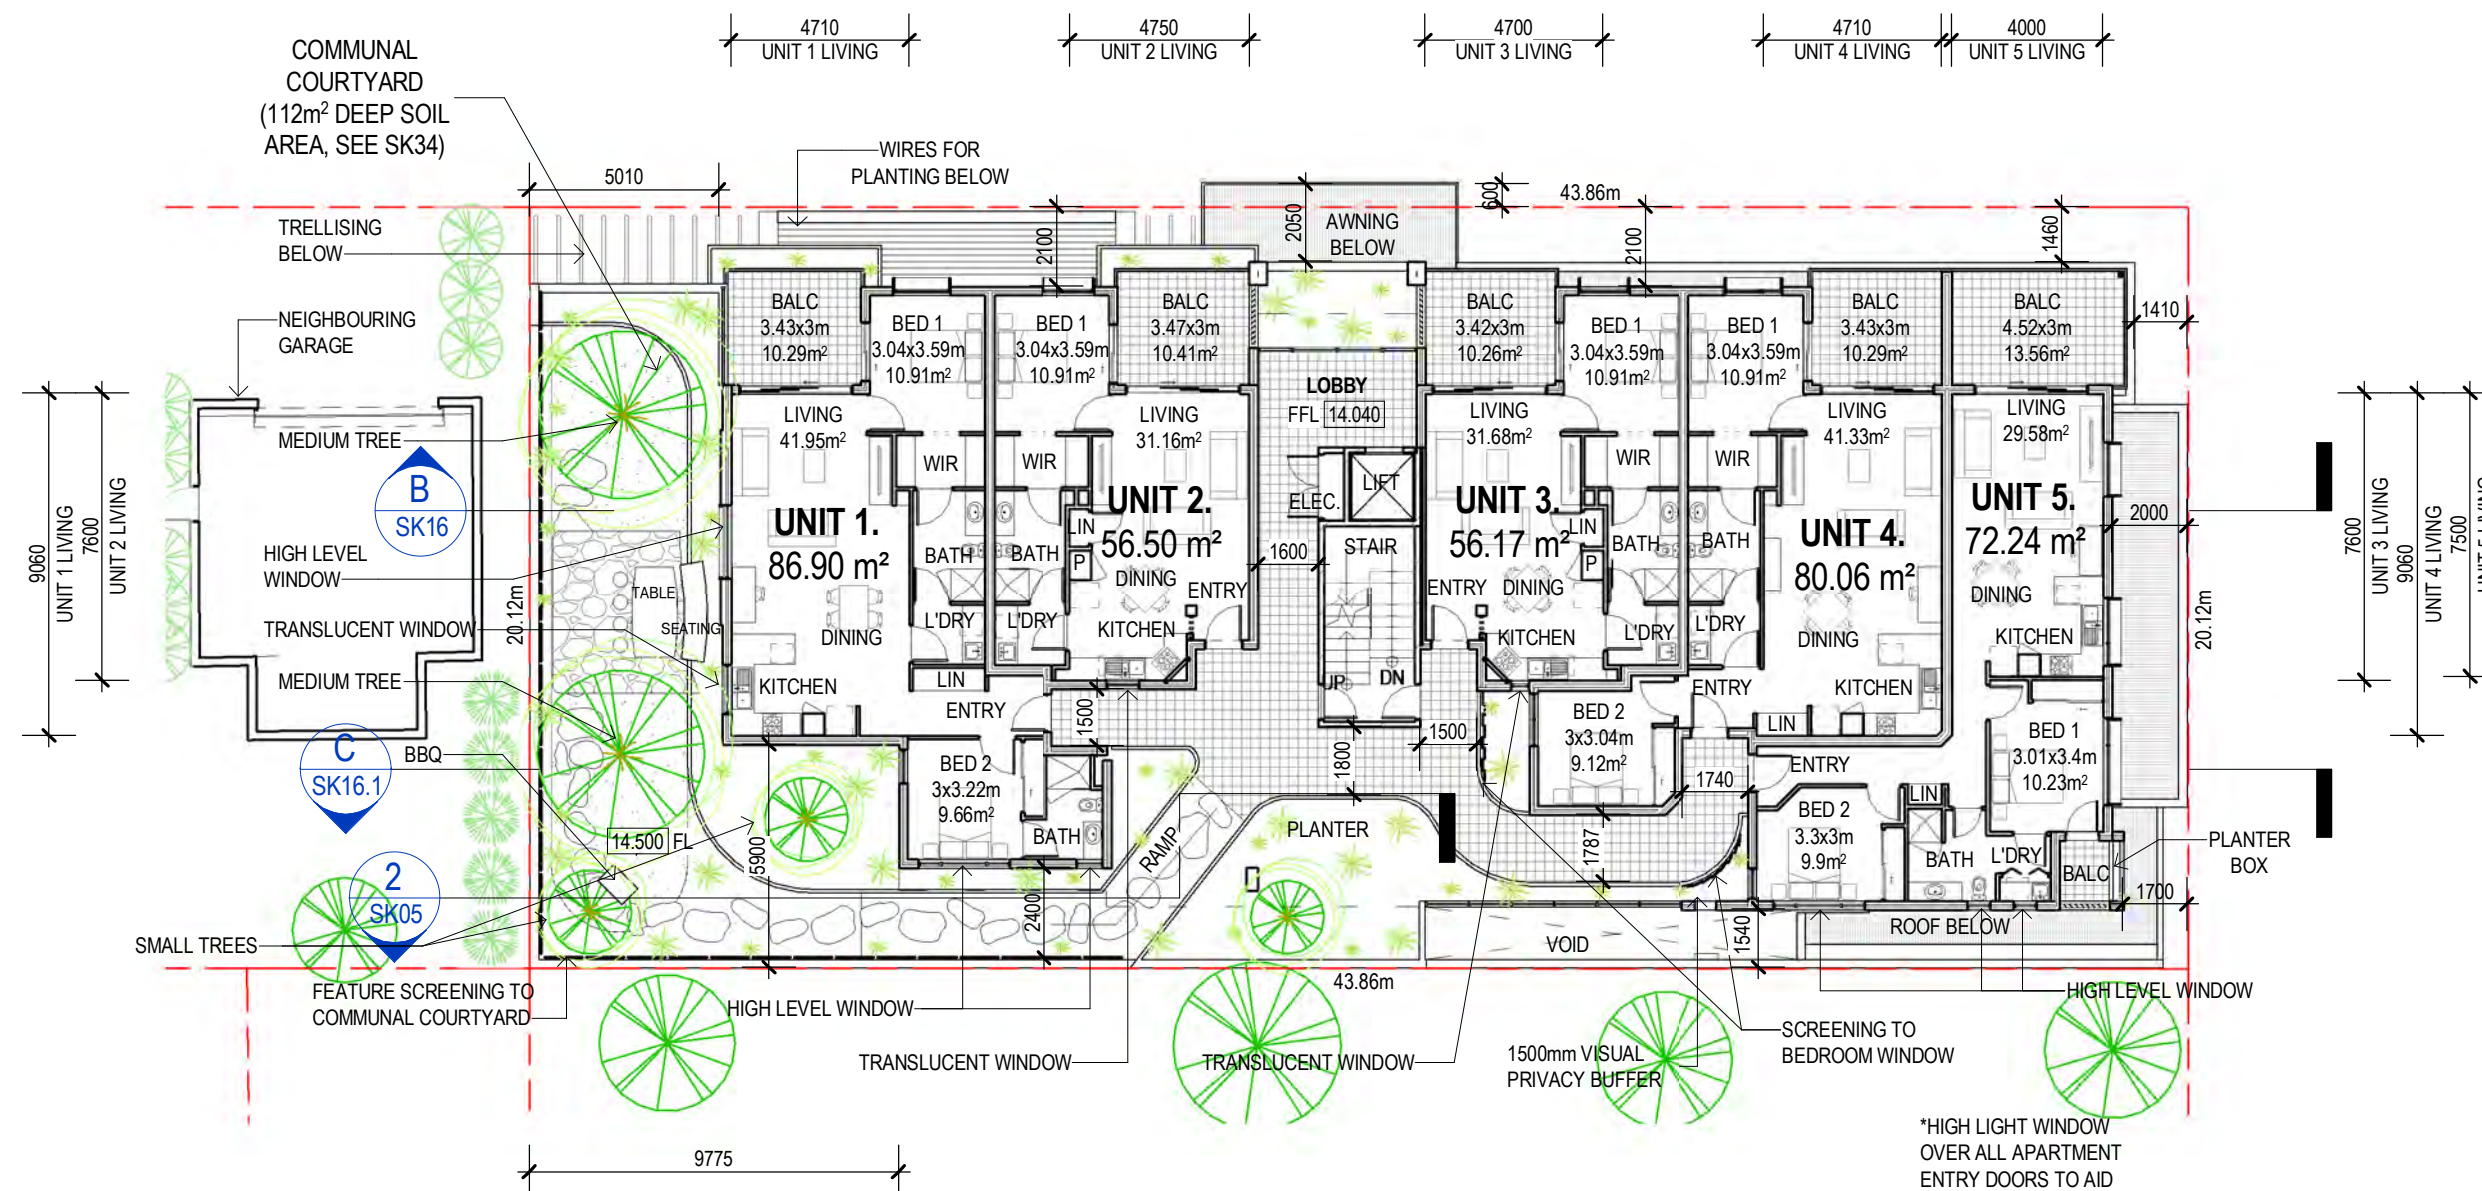 4710
UNIT 1 LIVING
4750
UNIT 2 LIVING
4700
UNIT 3 LIVING
4710
UNIT 4 LIVING
4000
UNIT 5 LIVING
COMMUNAL
COURTYARD
(112m² DEEP SOIL
AREA, SEE SK34)
WIRES FOR
PLANTING BELOW
5010
TRELLISING
BELOW
2100
2050
AWNING
BELOW
600
43.86m
2100
1460
NEIGHBOURING
GARAGE
BALC
3.43x3m
10.29m²
BED 1
3.04x3.59m
10.91m²
BED 1
3.04x3.59m
10.91m²
BALC
3.47x3m
10.41m²
BALC
3.42x3m
10.26m²
BED 1
3.04x3.59m
10.91m²
BED 1
3.04x3.59m
10.91m²
BALC
3.43x3m
10.29m²
BALC
4.52x3m
13.56m²
1410
LOBBY
FFL 14.040
MEDIUM TREE
LIVING
41.95m²
WIR
WIR
LIVING
31.16m²
LIVING
31.68m²
WIR
WIR
LIVING
41.33m²
LIVING
29.58m²
B
SK16
ELEC.
LIFT
UNIT 1.
86.90 m²
UNIT 2.
56.50 m²
UNIT 3.
56.17 m²
UNIT 4.
80.06 m²
UNIT 5.
72.24 m²
2000
9060
UNIT 1 LIVING
7600
UNIT 2 LIVING
7600
UNIT 3 LIVING
9060
UNIT 4 LIVING
7500
UNIT 5 LIVING
HIGH LEVEL
WINDOW
LIN
LIN
BATH
BATH
P
DINING
1600
STAIR
P
BATH
BATH
DINING
ENTRY
ENTRY
DINING
TABLE
SEATING
20.12m
20.12m
TRANSLUCENT WINDOW
DINING
L'DRY
L'DRY
KITCHEN
KITCHEN
L'DRY
L'DRY
DINING
KITCHEN
MEDIUM TREE
KITCHEN
LIN
ENTRY
1500
UP
DN
ENTRY
KITCHEN
LIN
C
SK16.1
BBQ
BED 2
3x3.22m
9.66m²
1800
1500
BED 2
3x3.04m
9.12m²
1740
ENTRY
BED 1
3.01x3.4m
10.23m²
14.500 FL
5900
BATH
RAMP
PLANTER
1787
BED 2
3.3x3m
9.9m²
LIN
BATH
L'DRY
BALC
PLANTER
BOX
1700
2
SK05
2400
VOID
1540
ROOF BELOW
SMALL TREES
43.86m
FEATURE SCREENING TO
COMMUNAL COURTYARD
HIGH LEVEL WINDOW
HIGH LEVEL WINDOW
TRANSLUCENT WINDOW
TRANSLUCENT WINDOW
1500mm VISUAL
PRIVACY BUFFER
SCREENING TO
BEDROOM WINDOW
9775
*HIGH LIGHT WINDOW
OVER ALL APARTMENT
ENTRY DOORS TO AID